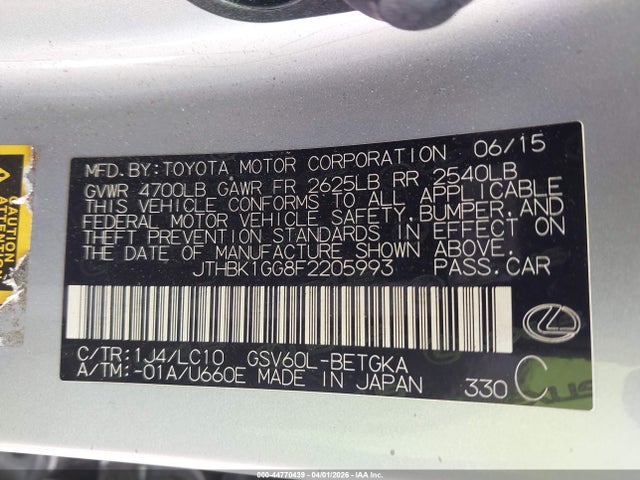 MFD.BY:TOYOTA MOTOR CORPORATION 06/15
GVWR 4700LB GAWR FR 2625LB RR 2540LB
THIS VEHICLE CONFORMS TO ALL APPLICABLE
FEDERAL MOTOR VEHICLE SAFETY,BUMPER,AND
THEFT PREVENTION STANDARDS IN EFFECT ON
THE DATE OF MANUFACTURE SHOWN ABOVE.
JTHBK1GG8F2205993 PASS.CAR
C/TR:1J4/LC10 GSV60L-BETGKA
A/TM:-01A/U660E MADE IN JAPAN 330 C
CAUTION
ATTENTION
000-44770439 - 04/01/2026 - IAA Inc.